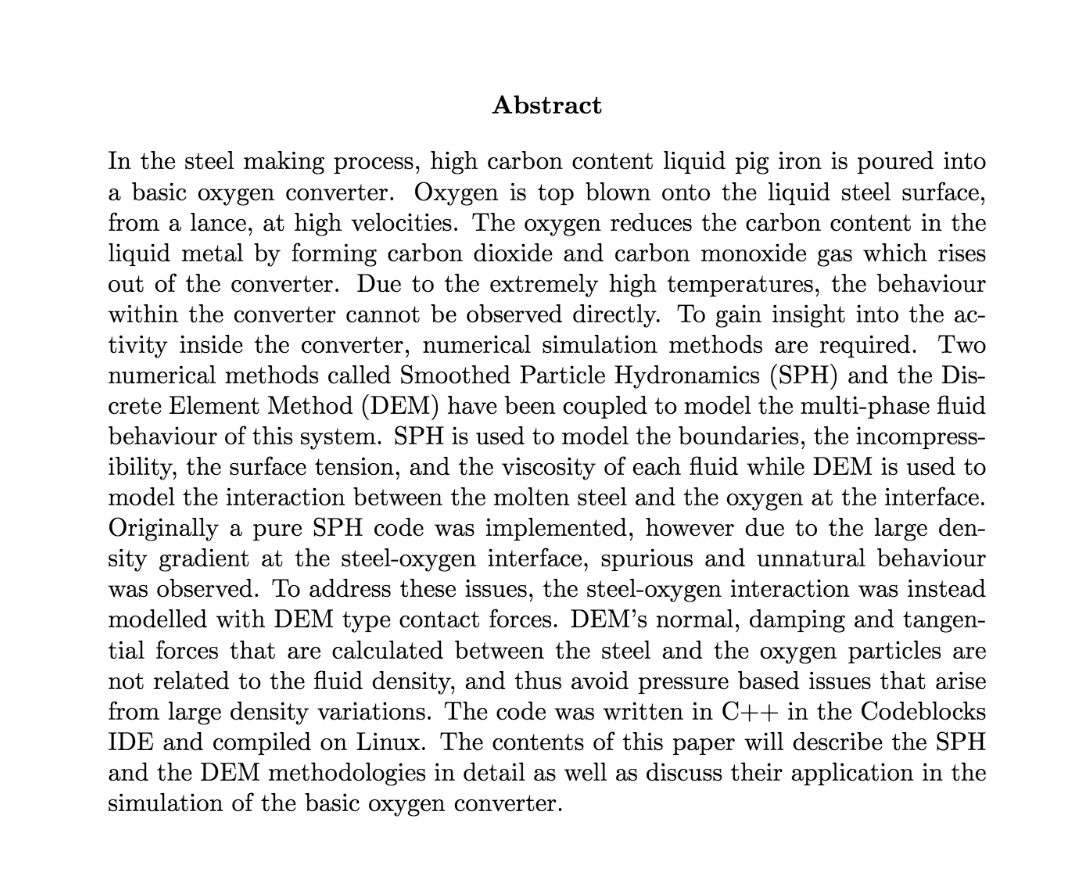 Abstract
In the steel making process, high carbon content liquid pig iron is poured into
a basic oxygen converter. Oxygen is top blown onto the liquid steel surface,
from a lance, at high velocities. The oxygen reduces the carbon content in the
liquid metal by forming carbon dioxide and carbon monoxide gas which rises
out of the converter. Due to the extremely high temperatures, the behaviour
within the converter cannot be observed directly. To gain insight into the ac-
tivity inside the converter, numerical simulation methods are required. Two
numerical methods called Smoothed Particle Hydronamics (SPH) and the Dis-
crete Element Method (DEM) have been coupled to model the multi-phase fluid
behaviour of this system. SPH is used to model the boundaries, the incompress-
ibility, the surface tension, and the viscosity of each fluid while DEM is used to
model the interaction between the molten steel and the oxygen at the interface.
Originally a pure SPH code was implemented, however due to the large den-
sity gradient at the steel-oxygen interface, spurious and unnatural behaviour
was observed. To address these issues, the steel-oxygen interaction was instead
modelled with DEM type contact forces. DEM's normal, damping and tangen-
tial forces that are calculated between the steel and the oxygen particles are
not related to the fluid density, and thus avoid pressure based issues that arise
from large density variations. The code was written in C++ in the Codeblocks
IDE and compiled on Linux. The contents of this paper will describe the SPH
and the DEM methodologies in detail as well as discuss their application in the
simulation of the basic oxygen converter.